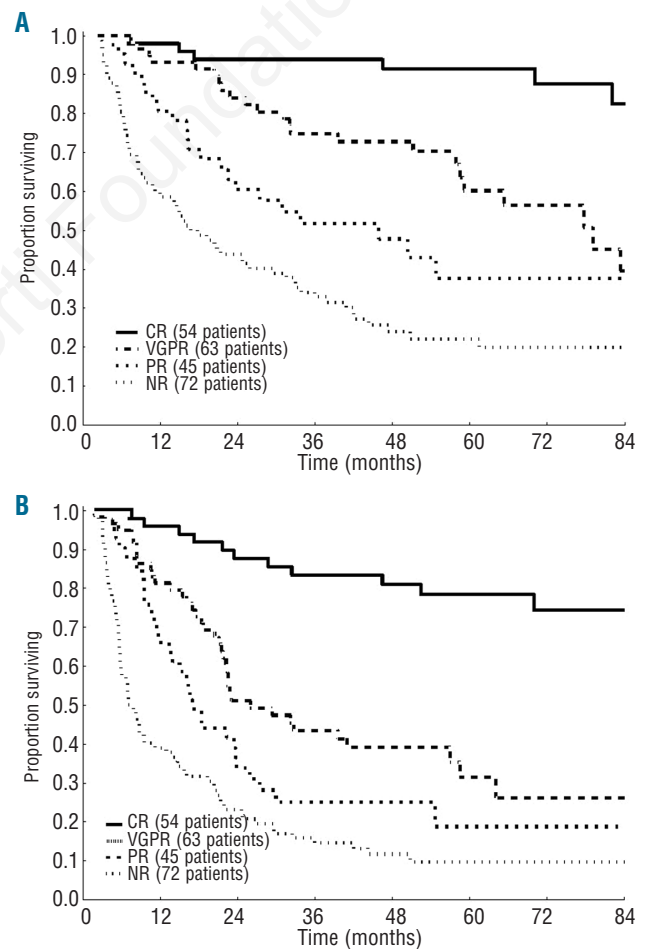 A
1.0
0.9
0.8
0.7
0.6
0.5
0.4
0.3
0.2
0.1
0.0
Proportion surviving
CR (54 patients)
VGPR (63 patients)
PR (45 patients)
NR (72 patients)
0 12 24 36 48 60 72 84
Time (months)
B
1.0
0.9
0.8
0.7
0.6
0.5
0.4
0.3
0.2
0.1
0.0
Proportion surviving
CR (54 patients)
VGPR (63 patients)
PR (45 patients)
NR (72 patients)
0 12 24 36 48 60 72 84
Time (months)